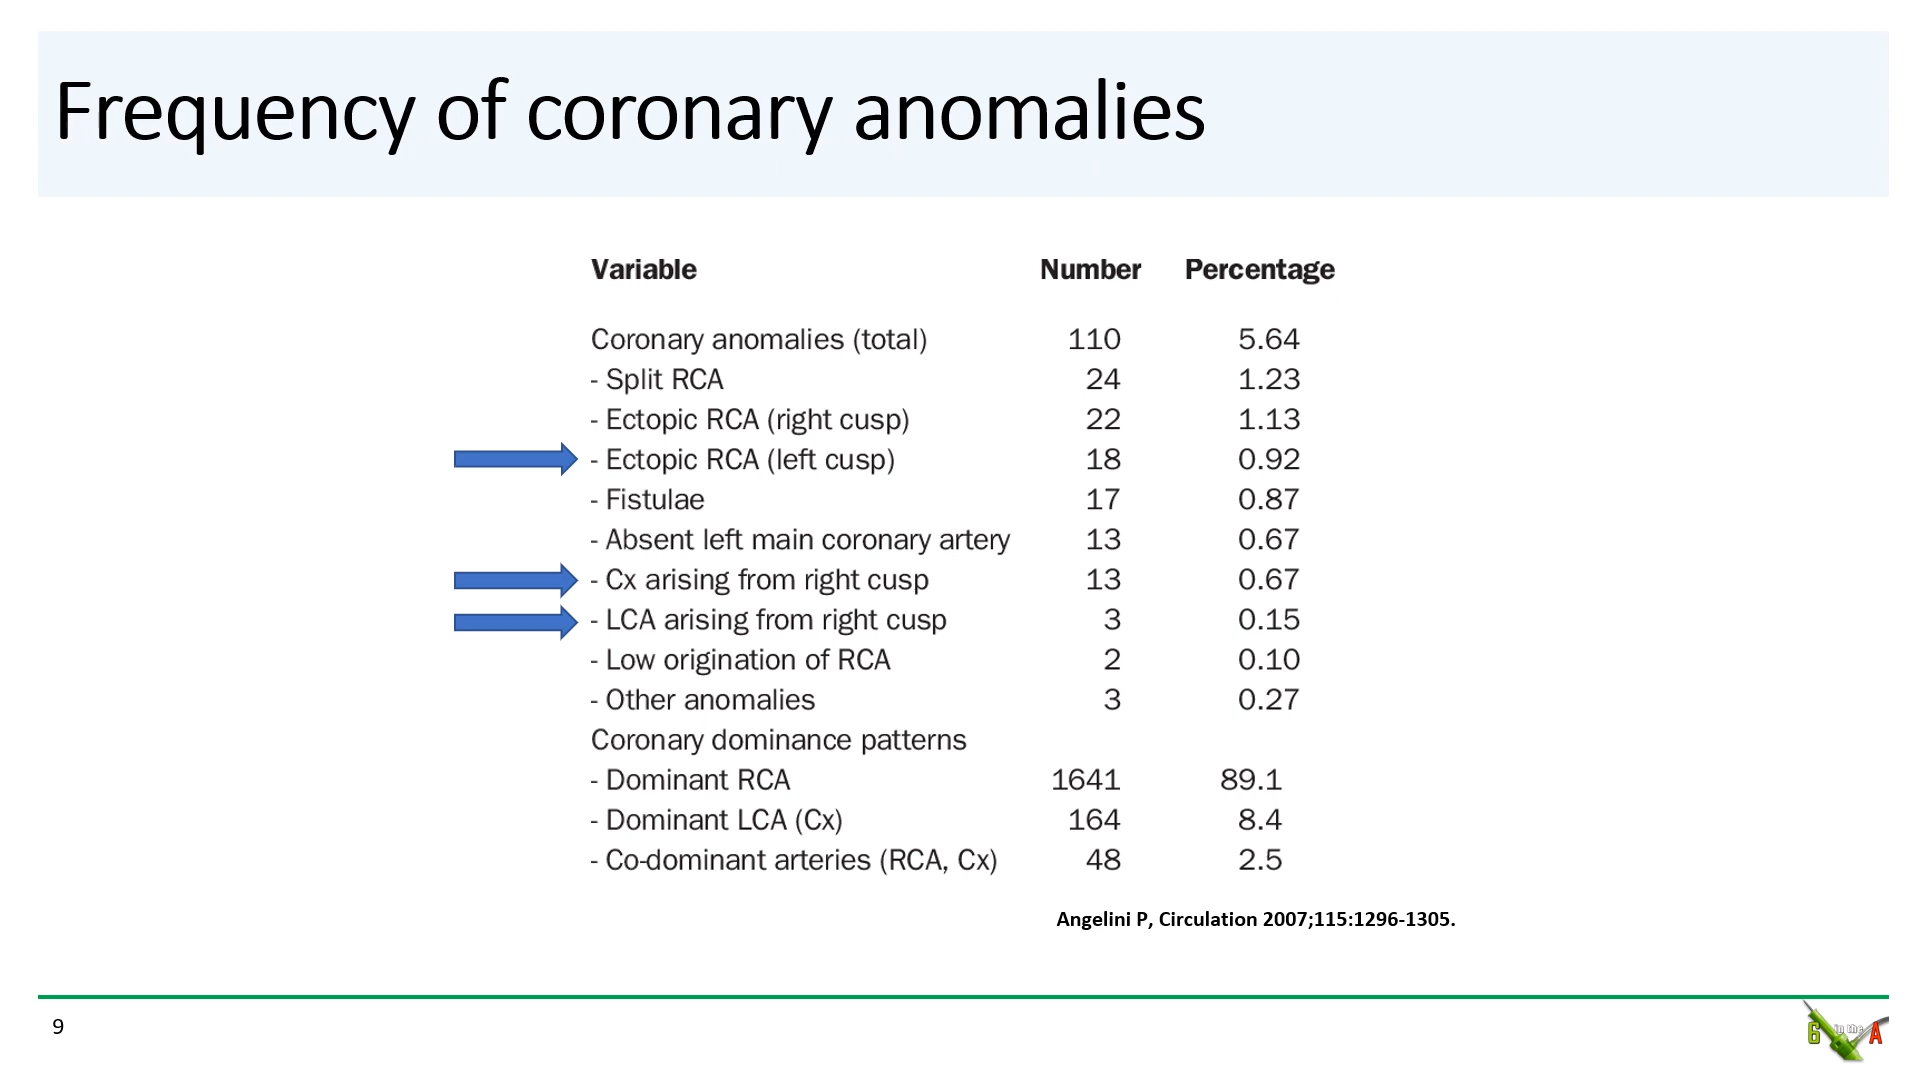 Frequency of coronary anomalies
Variable Number Percentage
Coronary anomalies (total) 110 5.64
- Split RCA 24 1.23
- Ectopic RCA (right cusp) 22 1.13
- Ectopic RCA (left cusp) 18 0.92
- Fistulae 17 0.87
- Absent left main coronary artery 13 0.67
- Cx arising from right cusp 13 0.67
- LCA arising from right cusp 3 0.15
- Low origination of RCA 2 0.10
- Other anomalies 3 0.27
Coronary dominance patterns
- Dominant RCA 1641 89.1
- Dominant LCA (Cx) 164 8.4
- Co-dominant arteries (RCA, Cx) 48 2.5
Angelini P, Circulation 2007;115:1296-1305.
9
6 in the A